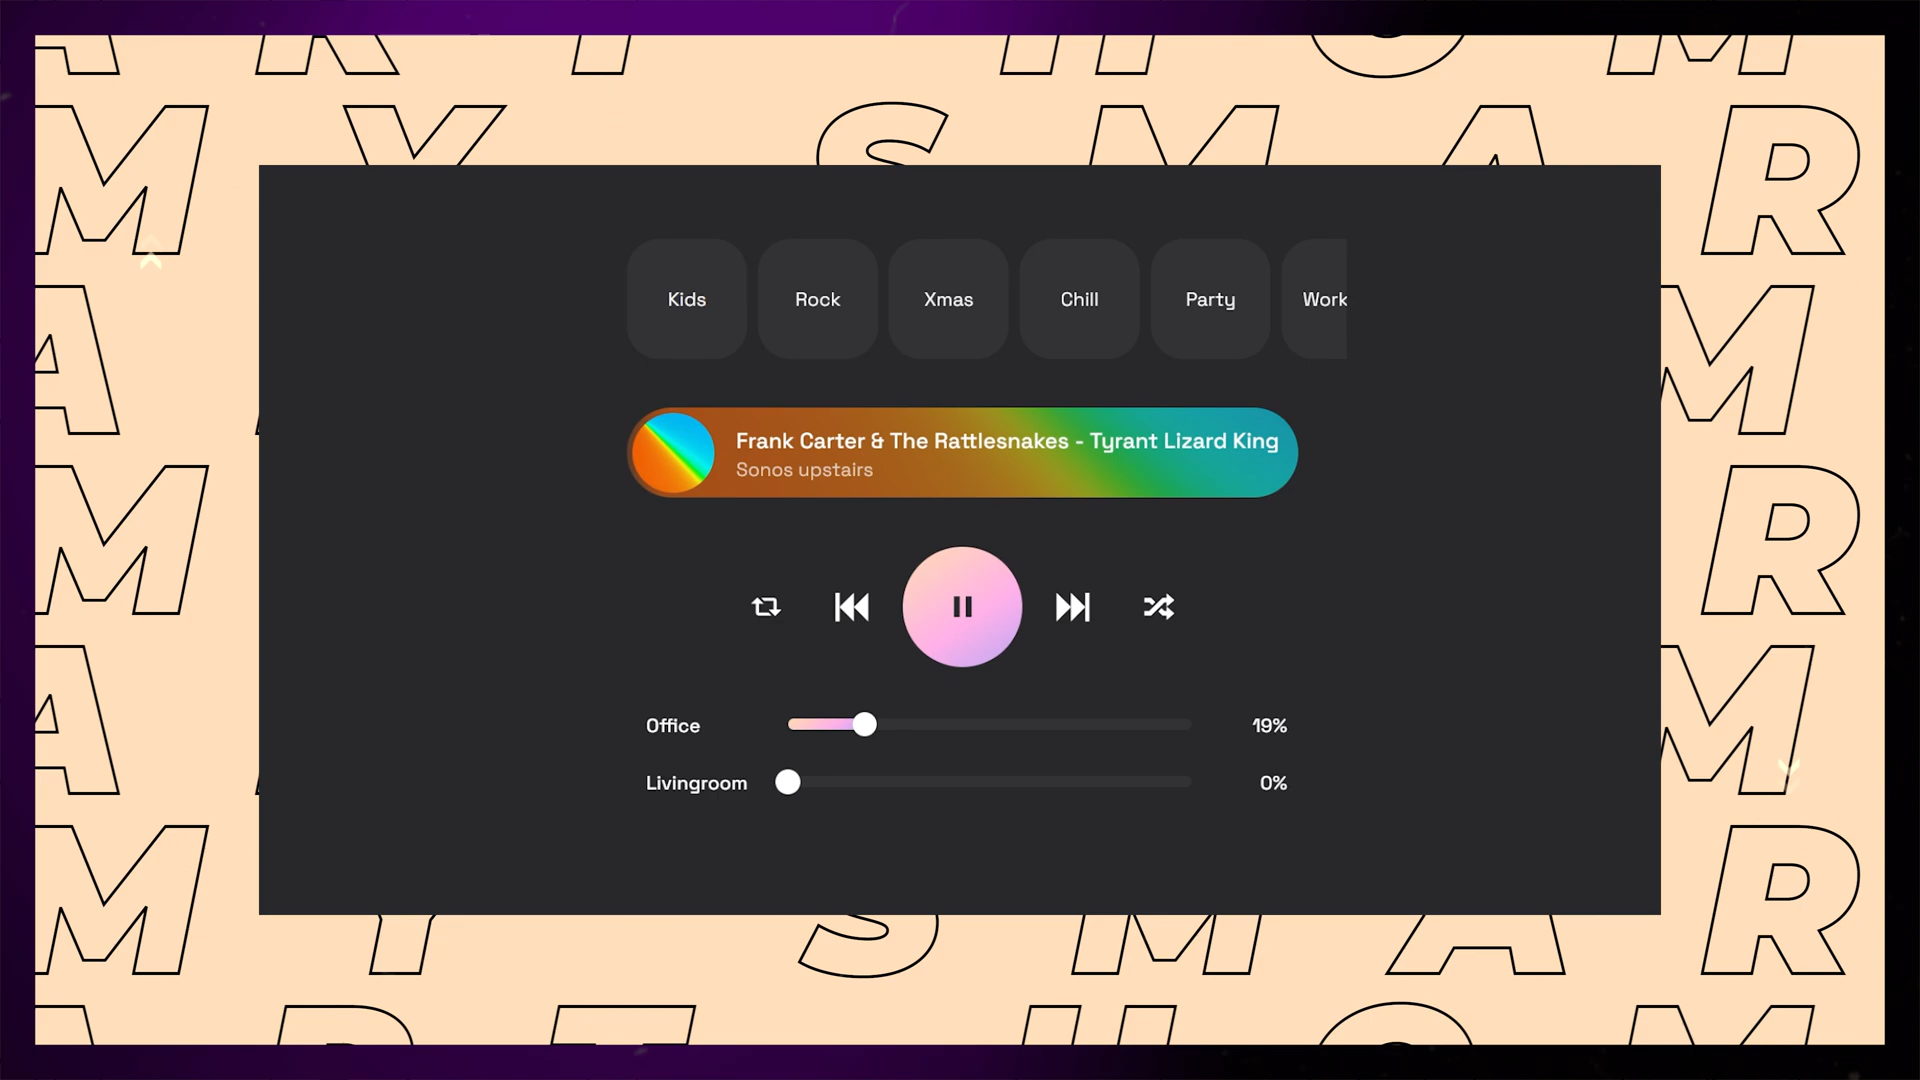 M Y S M A R
Kids Rock Xmas Chill Party Work
Frank Carter & The Rattlesnakes - Tyrant Lizard King
Sonos upstairs
Office 19%
Livingroom 0%
A M
M R
A M
M R
M Y S M A R